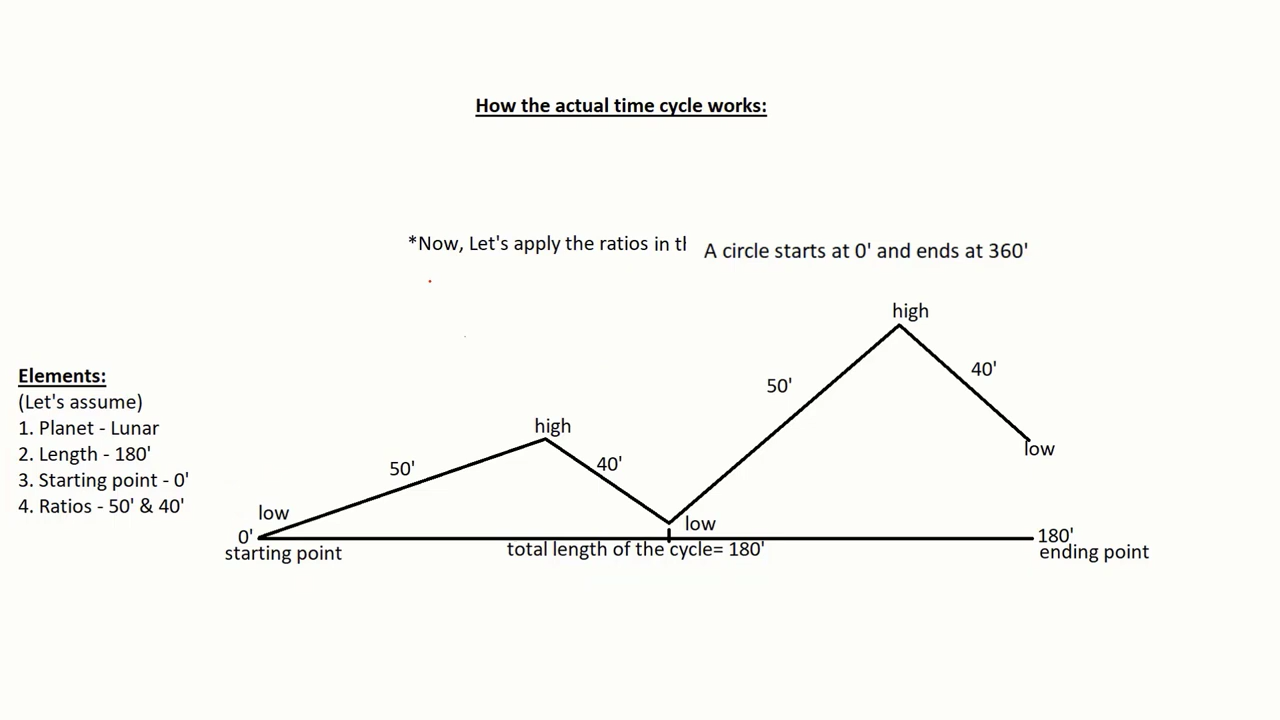 How the actual time cycle works:
*Now, Let's apply the ratios in
A circle starts at 0' and ends at 360'
high
40'
50'
Elements:
(Let's assume)
1. Planet - Lunar
2. Length - 180'
3. Starting point - 0'
4. Ratios - 50' & 40'
high
50'
40'
low
low
low
0'
starting point
total length of the cycle= 180'
180'
ending point